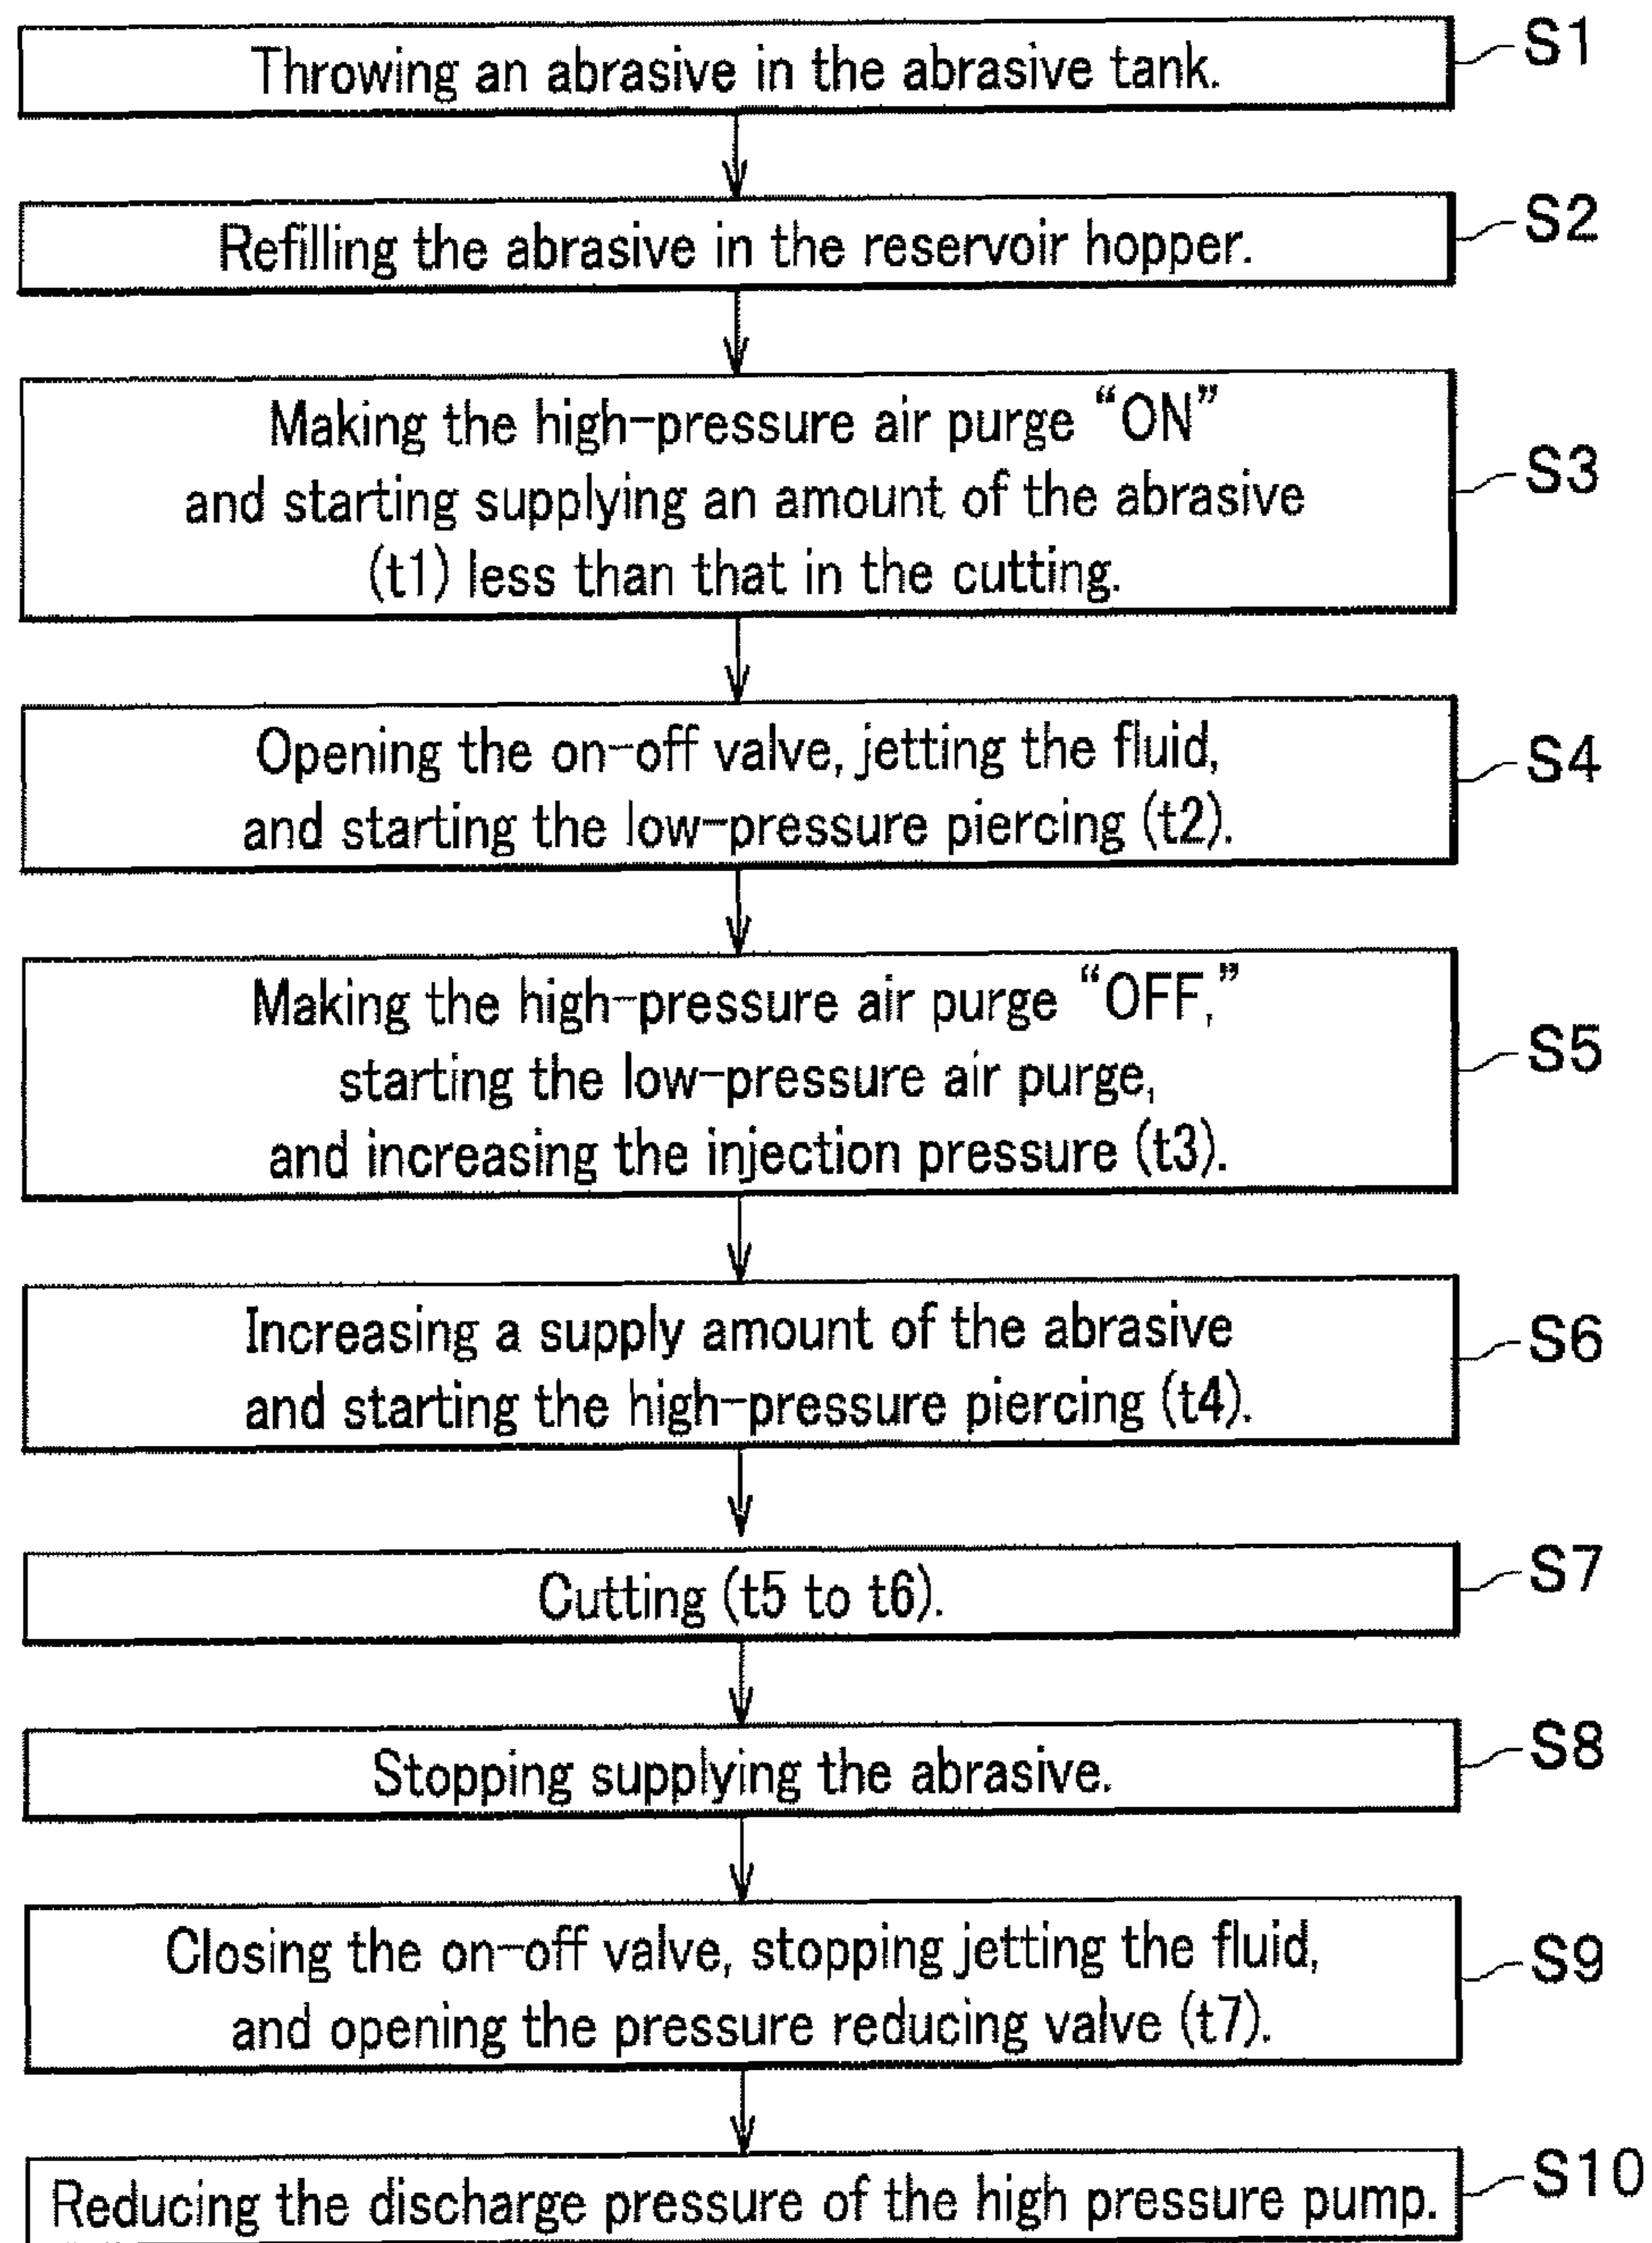 Throwing an abrasive in the abrasive tank.
S1
Refilling the abrasive in the reservoir hopper.
S2
Making the high-pressure air purge “ON”
and starting supplying an amount of the abrasive
(t1) less than that in the cutting.
S3
Opening the on-off valve, jetting the fluid,
and starting the low-pressure piercing (t2).
S4
Making the high-pressure air purge “OFF,”
starting the low-pressure air purge,
and increasing the injection pressure (t3).
S5
Increasing a supply amount of the abrasive
and starting the high-pressure piercing (t4).
S6
Cutting (t5 to t6).
S7
Stopping supplying the abrasive.
S8
Closing the on-off valve, stopping jetting the fluid,
and opening the pressure reducing valve (t7).
S9
Reducing the discharge pressure of the high pressure pump.
S10